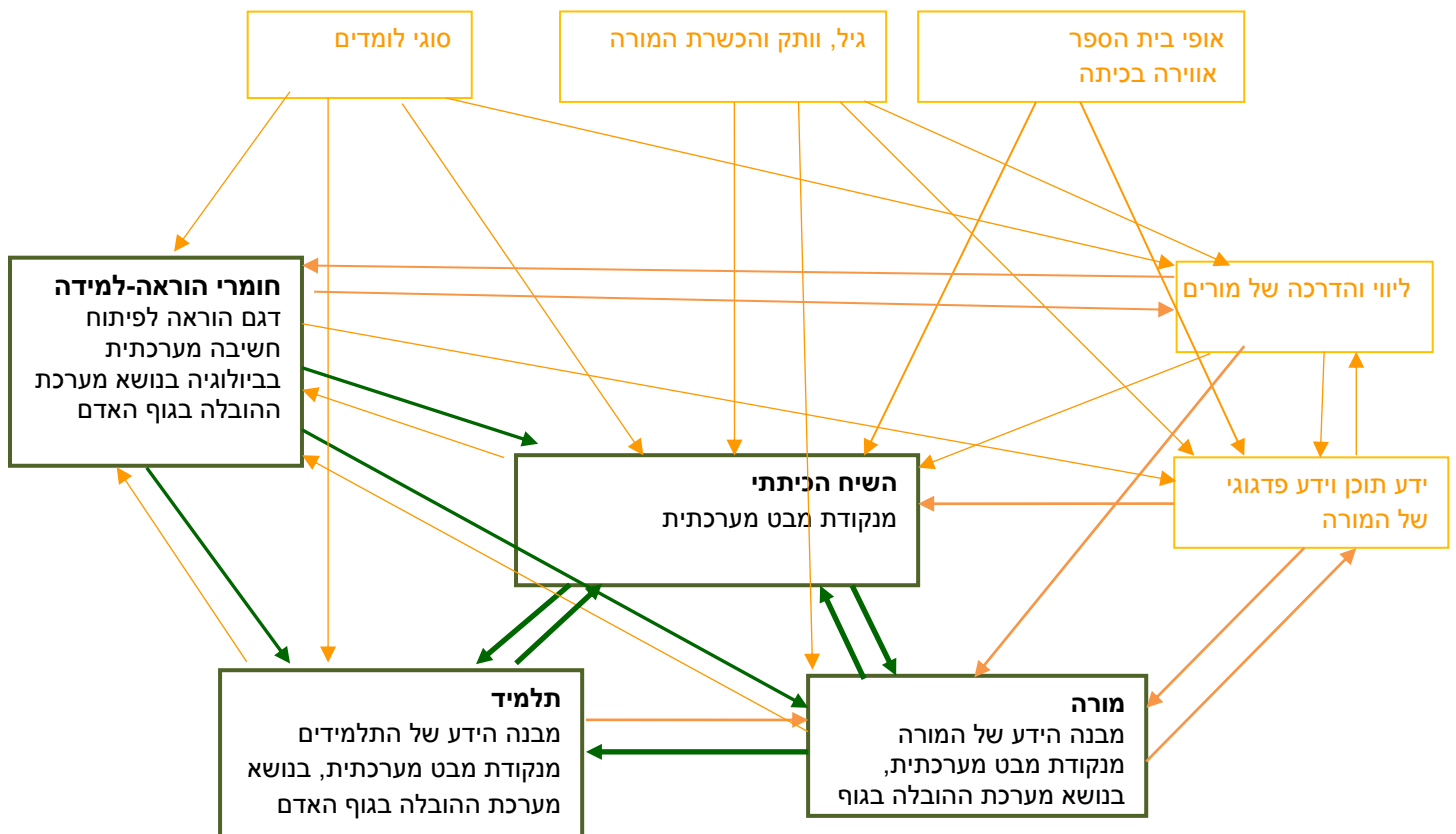 אופי בית הספר
אווירה בכיתה
גיל, וותק והכשרת המורה
סוגי לומדים
ליווי והדרכה של מורים
חומרי הוראה-למידה
דגם הוראה לפיתוח
חשיבה מערכתית
בביולוגיה בנושא מערכת
ההובלה בגוף האדם
ידע תוכן וידע פדגוגי
של המורה
השיח הכיתתי
מנקודת מבט מערכתית
מורה
מבנה הידע של המורה
מנקודת מבט מערכתית,
בנושא מערכת ההובלה בגוף
תלמיד
מבנה הידע של התלמידים
מנקודת מבט מערכתית, בנושא
מערכת ההובלה בגוף האדם